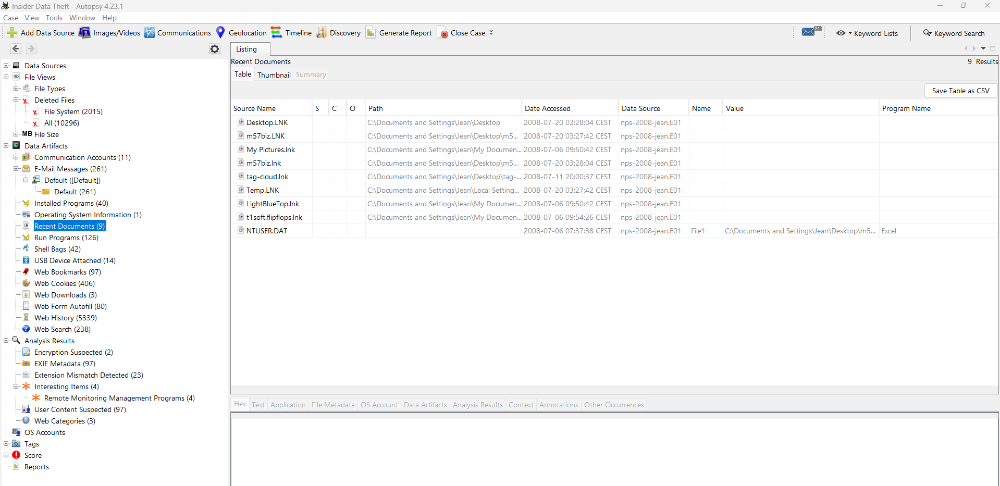 Insider Data Theft - Autopsy 4.23.1
Case View Tools Window Help
Add Data Source Images/Videos Communications Geolocation Timeline Discovery Generate Report Close Case 21 Keyword Lists Keyword Search
Listing
Recent Documents 9 Results
Table Thumbnail Summary
Save Table as CSV
Source Name S C O Path Date Accessed Data Source Name Value Program Name
Desktop.LNK C:\Documents and Settings\Jean\Desktop 2008-07-20 03:28:04 CEST nps-2008-jean.E01
m57biz.LNK C:\Documents and Settings\Jean\Desktop\m5... 2008-07-20 03:27:42 CEST nps-2008-jean.E01
My Pictures.lnk C:\Documents and Settings\Jean\My Documen... 2008-07-06 09:50:42 CEST nps-2008-jean.E01
m57biz.lnk C:\Documents and Settings\Jean\Desktop\m5... 2008-07-20 03:28:04 CEST nps-2008-jean.E01
tag-cloud.lnk C:\Documents and Settings\Jean\Desktop\tag-... 2008-07-11 20:00:37 CEST nps-2008-jean.E01
Temp.LNK C:\Documents and Settings\Jean\Local Setting... 2008-07-20 03:27:42 CEST nps-2008-jean.E01
LightBlueTop.lnk C:\Documents and Settings\Jean\My Documen... 2008-07-06 09:50:42 CEST nps-2008-jean.E01
t1soft.flipflops.lnk C:\Documents and Settings\Jean\My Documen... 2008-07-06 09:54:26 CEST nps-2008-jean.E01
NTUSER.DAT 2008-07-06 07:37:38 CEST nps-2008-jean.E01 File1 C:\Documents and Settings\Jean\Desktop\m5... Excel
Data Sources
File Views
File Types
Deleted Files
File System (2015)
All (10296)
MB File Size
Data Artifacts
Communication Accounts (11)
E-Mail Messages (261)
Default ([Default])
Default (261)
Installed Programs (40)
Operating System Information (1)
Recent Documents (9)
Run Programs (126)
Shell Bags (42)
USB Device Attached (14)
Web Bookmarks (97)
Web Cookies (406)
Web Downloads (3)
Web Form Autofill (80)
Web History (5339)
Web Search (238)
Analysis Results
Encryption Suspected (2)
EXIF Metadata (97)
Extension Mismatch Detected (23)
Interesting Items (4)
Remote Monitoring Management Programs (4)
User Content Suspected (97)
Web Categories (3)
OS Accounts
Tags
Score
Reports
Hex Text Application File Metadata OS Account Data Artifacts Analysis Results Context Annotations Other Occurrences